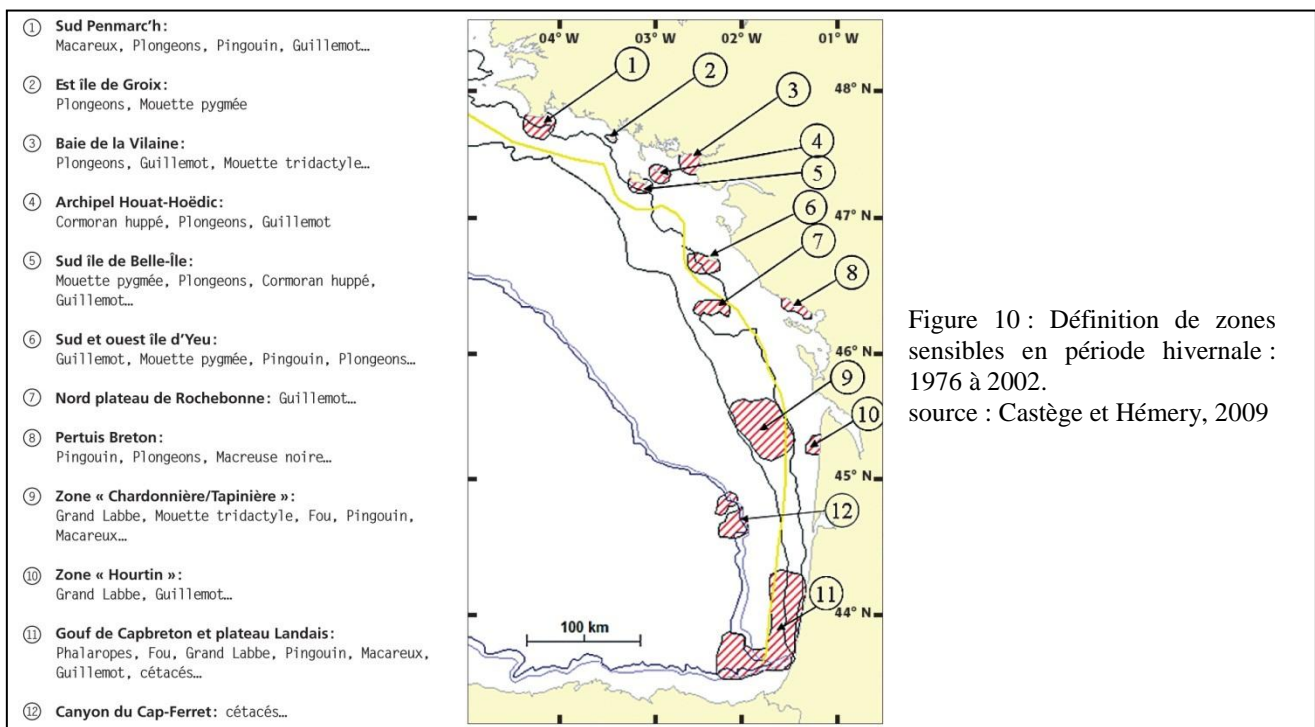 ① Sud Penmarc’h:
Macareux, Plongeons, Pingouin, Guillemot…
② Est île de Groix:
Plongeons, Mouette pygmée
③ Baie de la Vilaine:
Plongeons, Guillemot, Mouette tridactyle…
④ Archipel Houat-Hoëdic:
Cormoran huppé, Plongeons, Guillemot
⑤ Sud île de Belle-Île:
Mouette pygmée, Plongeons, Cormoran huppé,
Guillemot…
⑥ Sud et ouest île d’Yeu:
Guillemot, Mouette pygmée, Pingouin, Plongeons…
⑦ Nord plateau de Rochebonne: Guillemot…
⑧ Pertuis Breton:
Pingouin, Plongeons, Macreuse noire…
⑨ Zone « Chardonnière/Tapinière »:
Grand Labbe, Mouette tridactyle, Fou, Pingouin,
Macareux…
⑩ Zone « Hourtin »:
Grand Labbe, Guillemot…
⑪ Gouf de Capbreton et plateau Landais:
Phalaropes, Fou, Grand Labbe, Pingouin, Macareux,
Guillemot, cétacés…
⑫ Canyon du Cap-Ferret: cétacés…
04° W 03° W 02° W 01° W
1
2
48° N
3
4
5
47° N
6
7
8
46° N
9
10
45° N
12
11
44° N
100 km
Figure 10 : Définition de zones
sensibles en période hivernale :
1976 à 2002.
source : Castège et Hémery, 2009